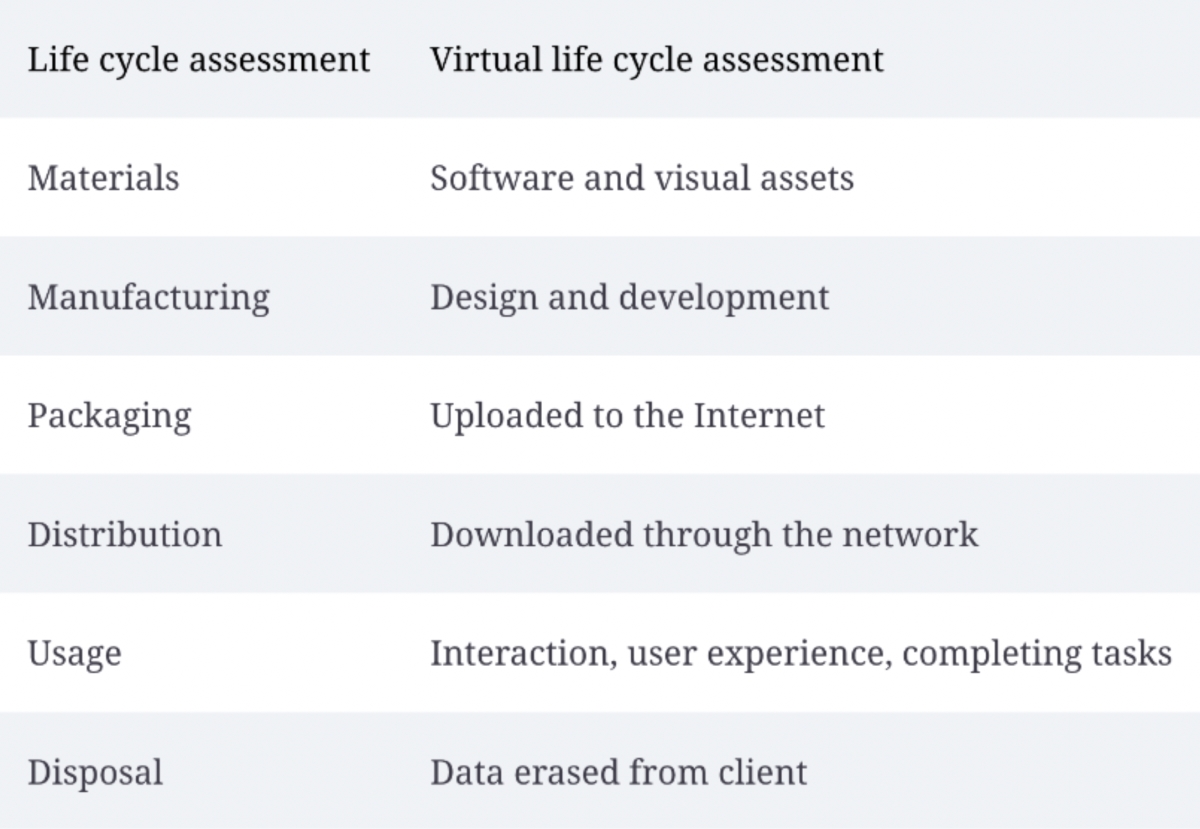 Life cycle assessment Virtual life cycle assessment
Materials Software and visual assets
Manufacturing Design and development
Packaging Uploaded to the Internet
Distribution Downloaded through the network
Usage Interaction, user experience, completing tasks
Disposal Data erased from client